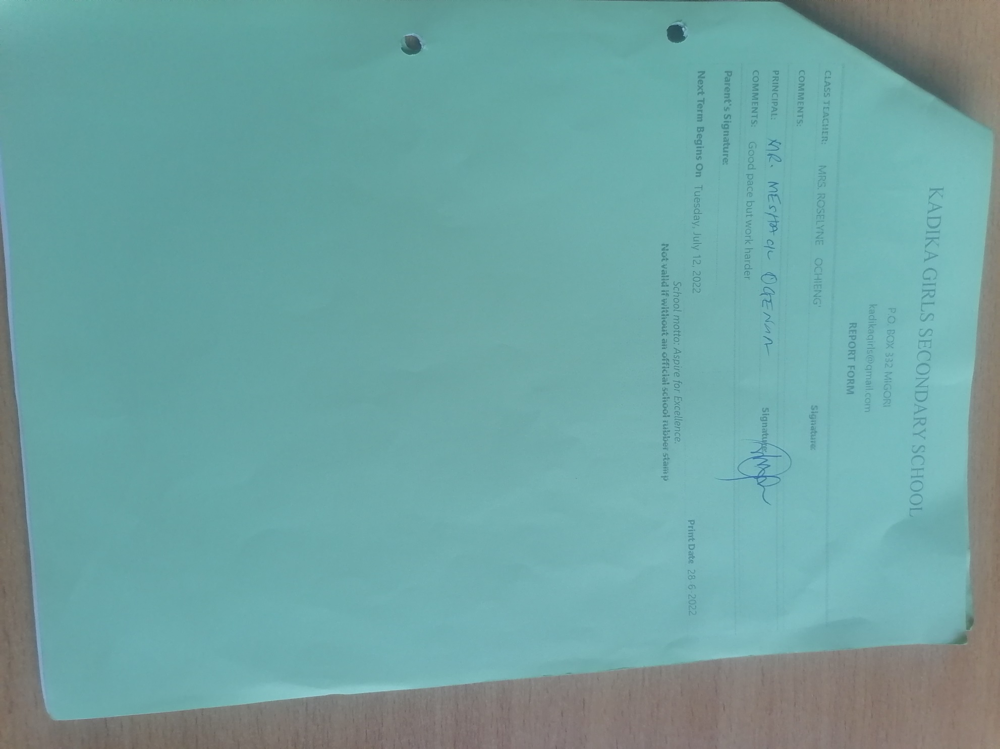 KADIKA GIRLS SECONDARY SCHOOL
P.O. BOX 332 MIGORI
kadikagirls@gmail.com
REPORT FORM
CLASS TEACHER: MRS. ROSELYNE OCHIENG' Signature:
COMMENTS:
PRINCIPAL: MR. MESHACK OGENDA Signature:
COMMENTS: Good pace but work harder
Parent's Signature:
Next Term Begins On Tuesday, July 12, 2022 Print Date 28-6-2022
School motto: Aspire for Excellence.
Not valid if without an official school rubber stamp